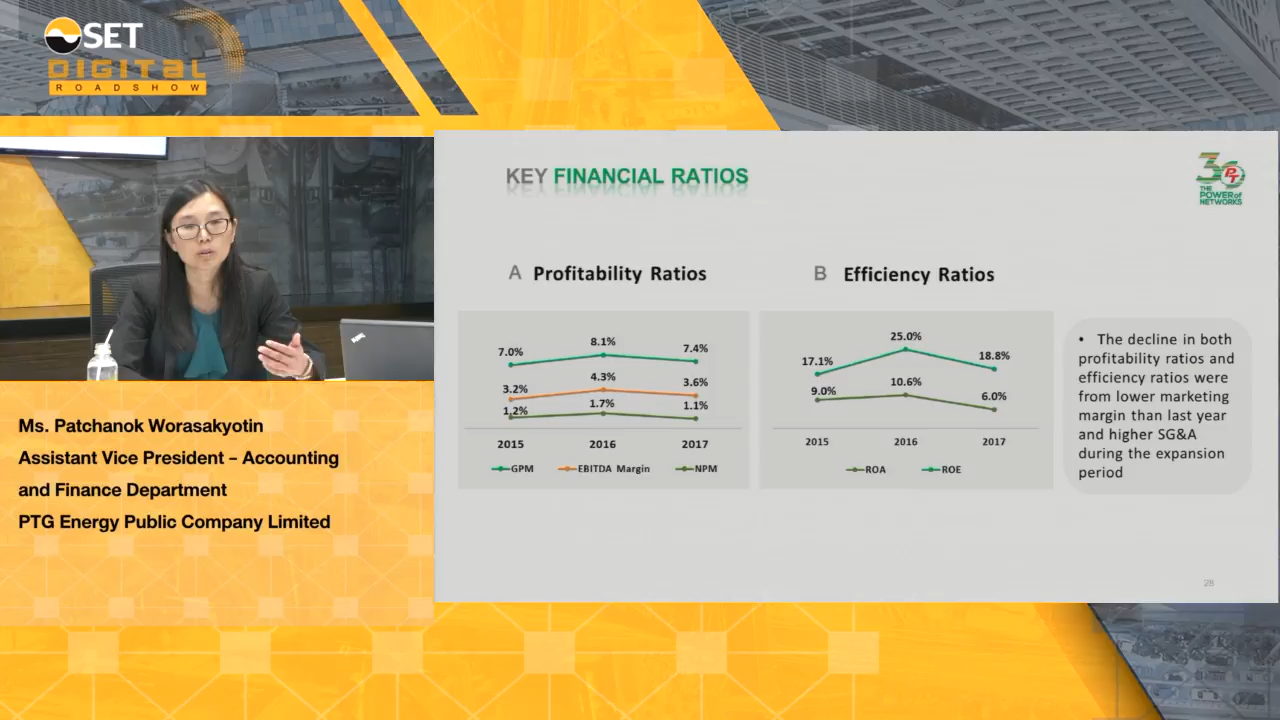 SET
DIGITAL
ROADSHOW
Ms. Patchanok Worasakyotin
Assistant Vice President – Accounting
and Finance Department
PTG Energy Public Company Limited
KEY FINANCIAL RATIOS
30
PT
THE
POWER of
NETWORKS
A Profitability Ratios
7.0%
8.1%
7.4%
3.2%
4.3%
3.6%
1.2%
1.7%
1.1%
2015
2016
2017
GPM
EBITDA Margin
NPM
B Efficiency Ratios
17.1%
25.0%
18.8%
9.0%
10.6%
6.0%
2015
2016
2017
ROA
ROE
• The decline in both
profitability ratios and
efficiency ratios were
from lower marketing
margin than last year
and higher SG&A
during the expansion
period
28